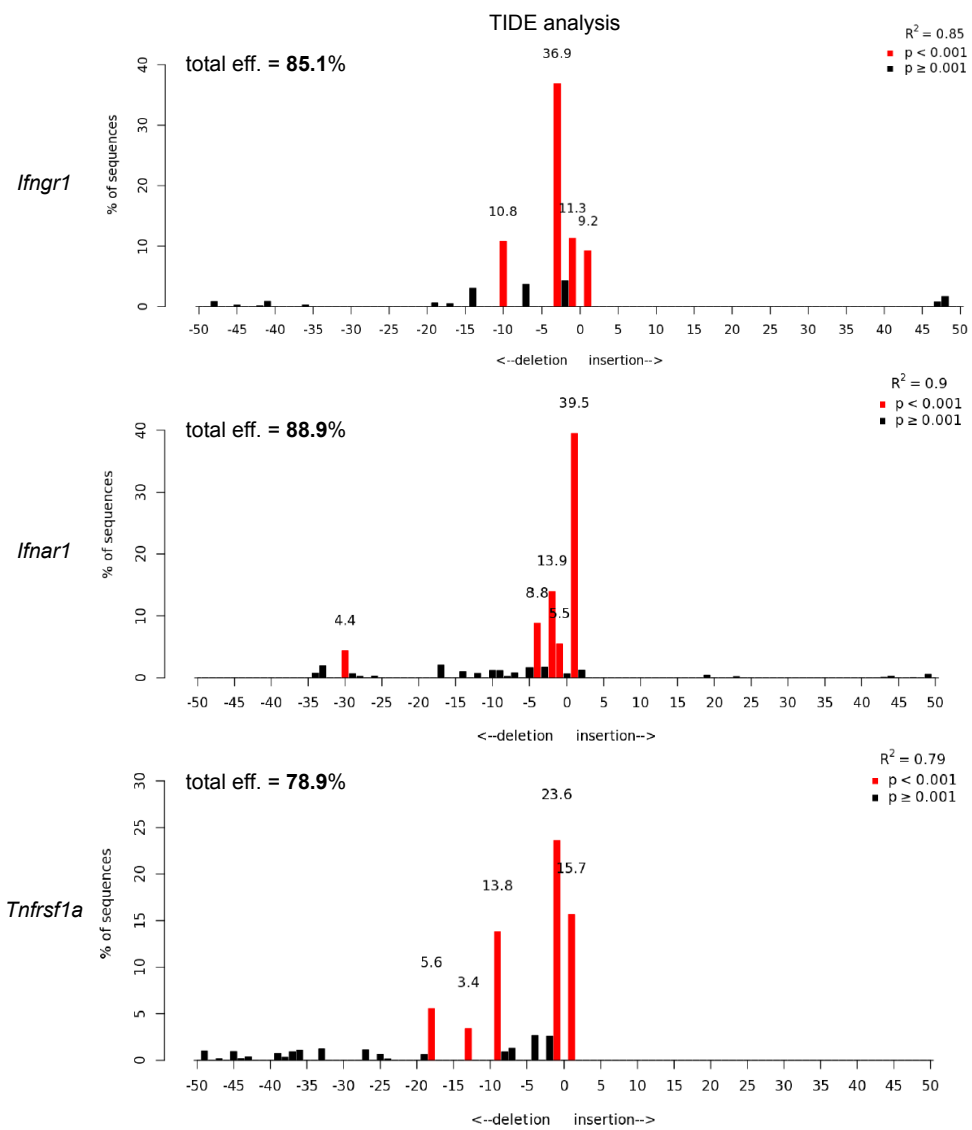 TIDE analysis
total eff. = 85.1%
R² = 0.85
p < 0.001
p ≥ 0.001
Ifngr1
% of sequences
0 10 20 30 40
10.8 36.9 11.3 9.2
-50 -45 -40 -35 -30 -25 -20 -15 -10 -5 0 5 10 15 20 25 30 35 40 45 50
<--deletion insertion-->
total eff. = 88.9%
R² = 0.9
p < 0.001
p ≥ 0.001
Ifnar1
% of sequences
0 10 20 30 40
4.4 8.8 13.9 5.5 39.5
-50 -45 -40 -35 -30 -25 -20 -15 -10 -5 0 5 10 15 20 25 30 35 40 45 50
<--deletion insertion-->
total eff. = 78.9%
R² = 0.79
p < 0.001
p ≥ 0.001
Tnfrsf1a
% of sequences
0 5 10 15 20 25 30
5.6 3.4 13.8 23.6 15.7
-50 -45 -40 -35 -30 -25 -20 -15 -10 -5 0 5 10 15 20 25 30 35 40 45 50
<--deletion insertion-->